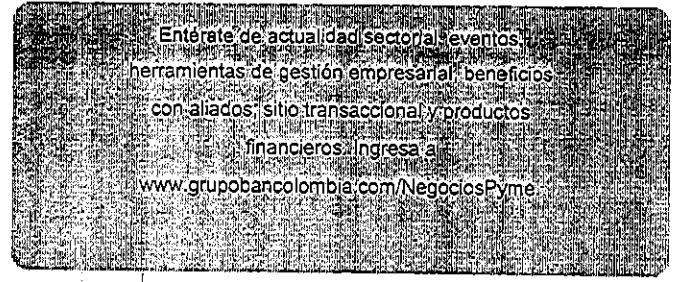 Entérate de actualidad sectorial, eventos,
herramientas de gestión empresarial, beneficios
con aliados, sitio transaccional y productos
financieros. Ingresa a
www.grupobancolombia.com/NegociosPyme.